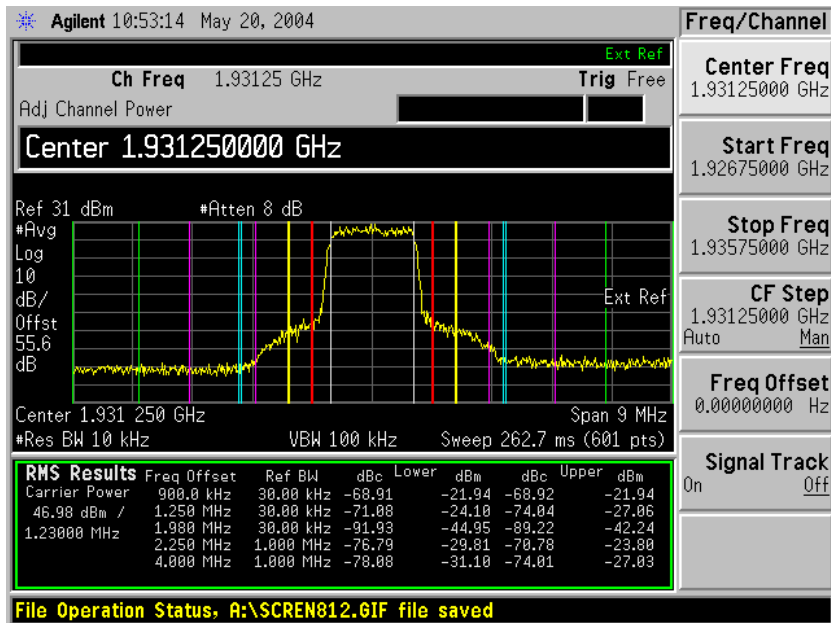 Agilent 10:53:14 May 20, 2004
Freq/Channel
Ext Ref
Ch Freq 1.93125 GHz Trig Free
Adj Channel Power
Center 1.931250000 GHz
Ref 31 dBm #Atten 8 dB
#Avg
Log
10
dB/
Offst
55.6
dB
Ext Ref
Center 1.931 250 GHz Span 9 MHz
#Res BW 10 kHz VBW 100 kHz Sweep 262.7 ms (601 pts)
RMS Results Freq Offset Ref BW dBc Lower dBm dBc Upper dBm
Carrier Power 900.0 kHz 30.00 kHz -68.91 -21.94 -68.92 -21.94
46.98 dBm / 1.250 MHz 30.00 kHz -71.08 -24.10 -74.04 -27.06
1.23000 MHz 1.980 MHz 30.00 kHz -91.93 -44.95 -89.22 -42.24
2.250 MHz 1.000 MHz -76.79 -29.81 -70.78 -23.80
4.000 MHz 1.000 MHz -78.08 -31.10 -74.01 -27.03
File Operation Status, A:\SCREN812.GIF file saved
Center Freq
1.93125000 GHz
Start Freq
1.92675000 GHz
Stop Freq
1.93575000 GHz
CF Step
1.93125000 GHz
Auto Man
Freq Offset
0.00000000 Hz
Signal Track
On Off